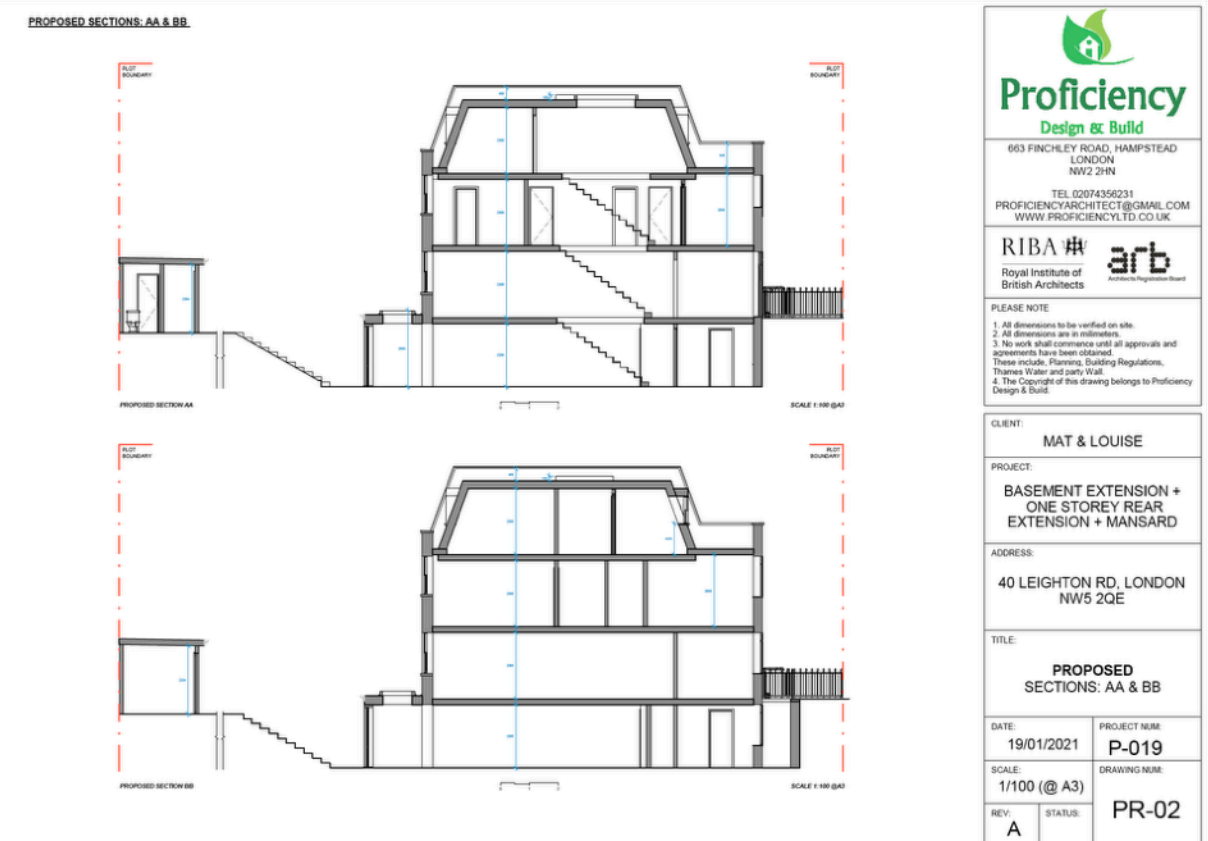 PROPOSED SECTIONS: AA & BB
PLOT
BOUNDARY
PLOT
BOUNDARY
PROPOSED SECTION AA
SCALE 1:100 @A3
PLOT
BOUNDARY
PLOT
BOUNDARY
PROPOSED SECTION BB
SCALE 1:100 @A3
Proficiency
Design & Build
663 FINCHLEY ROAD, HAMPSTEAD
LONDON
NW2 2HN
TEL.02074356231
PROFICIENCYARCHITECT@GMAIL.COM
WWW.PROFICIENCYLTD.CO.UK
RIBA
Royal Institute of
British Architects
arb
Architects Registration Board
PLEASE NOTE
1. All dimensions to be verified on site.
2. All dimensions are in milimeters.
3. No work shall commence until all approvals and
agreements have been obtained.
These include, Planning, Building Regulations,
Thames Water and party Wall.
4. The Copyright of this drawing belongs to Proficiency
Design & Build.
CLIENT:
MAT & LOUISE
PROJECT:
BASEMENT EXTENSION +
ONE STOREY REAR
EXTENSION + MANSARD
ADDRESS:
40 LEIGHTON RD, LONDON
NW5 2QE
TITLE:
PROPOSED
SECTIONS: AA & BB
DATE:
19/01/2021
PROJECT NUM:
P-019
SCALE:
1/100 (@ A3)
DRAWING NUM:
PR-02
REV:
A
STATUS: